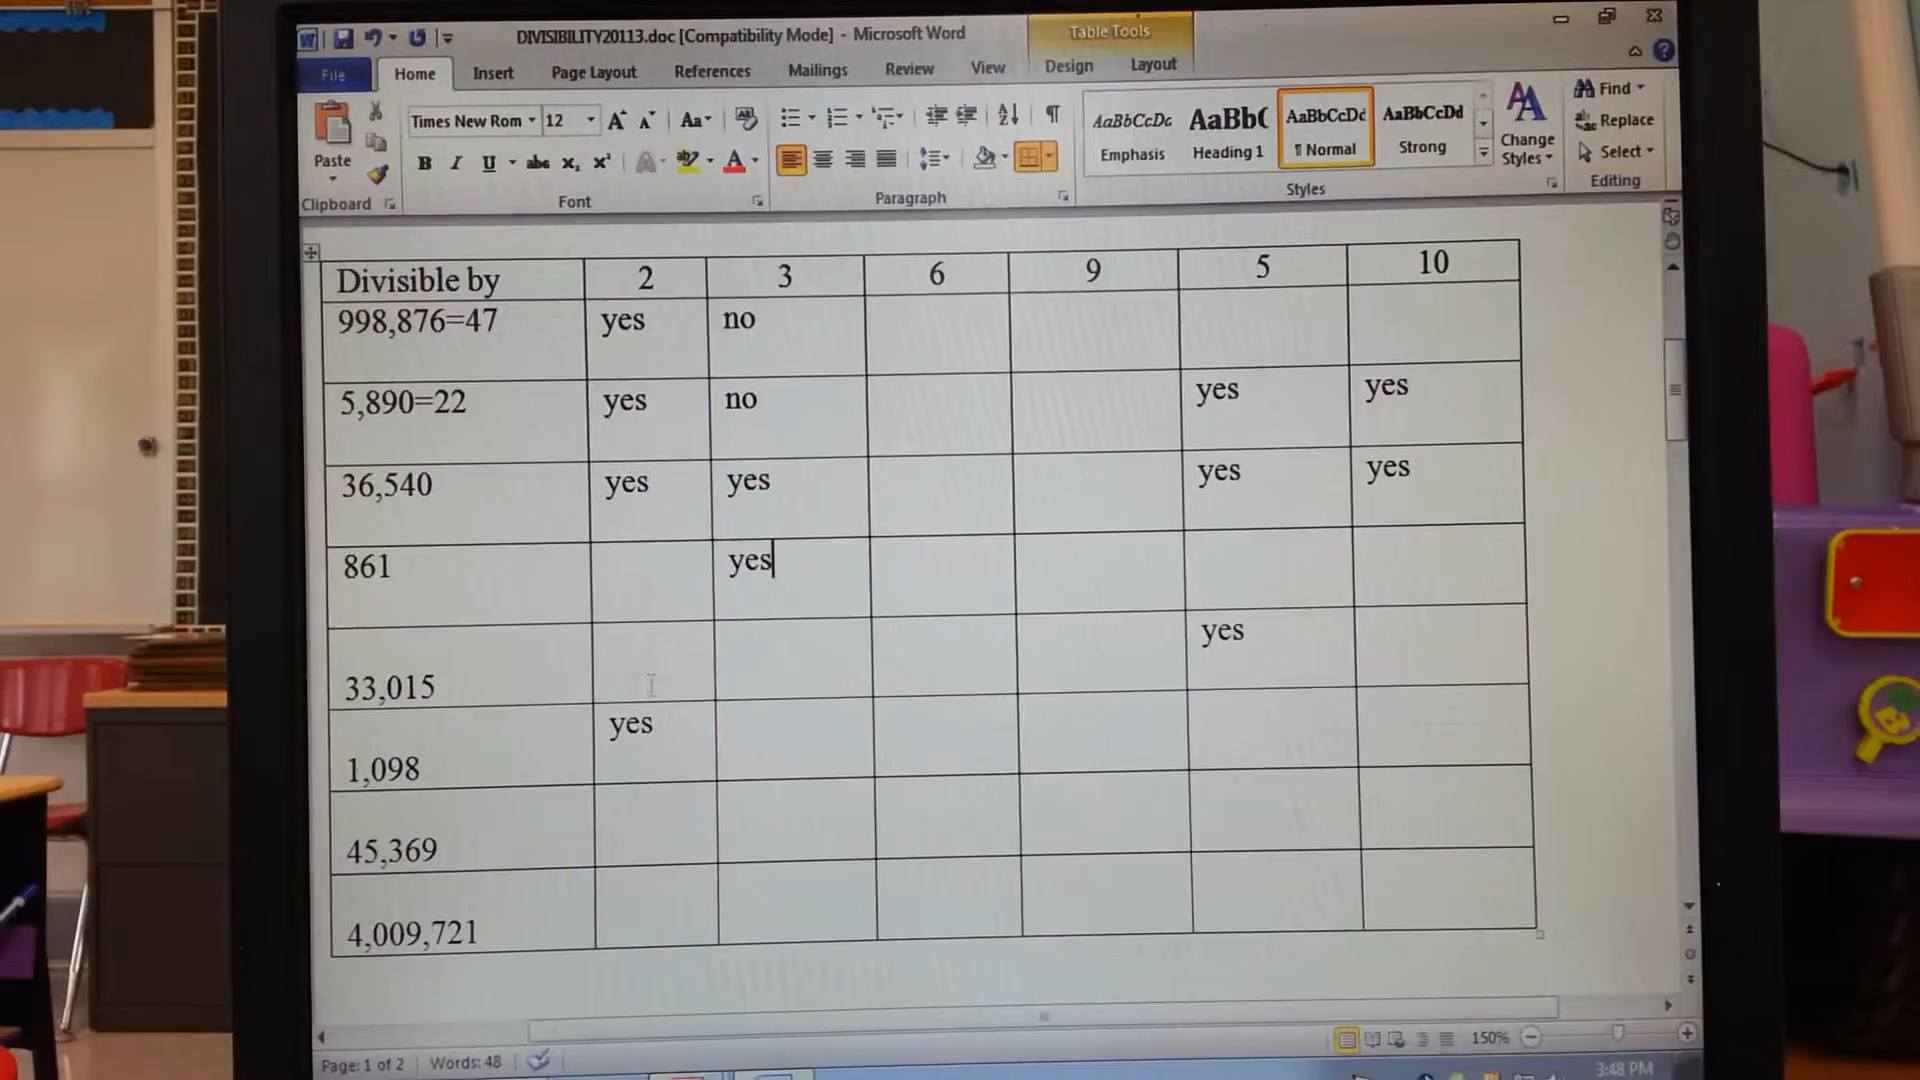 DIVISIBILITY20113.doc [Compatibility Mode] - Microsoft Word
Table Tools
File Home Insert Page Layout References Mailings Review View Design Layout
Paste
Times New Rom 12
Clipboard
Font
Paragraph
AaBbCcDc AaBbC AaBbCcDc AaBbCcDd
Emphasis Heading 1 ¶ Normal Strong
Styles
Change Styles
Find
Replace
Select
Editing
Divisible by 2 3 6 9 5 10
998,876=47 yes no
5,890=22 yes no yes yes
36,540 yes yes yes yes
861 yes
33,015 yes
1,098 yes
45,369
4,009,721
Page: 1 of 2 Words: 48 150%
3:48 PM